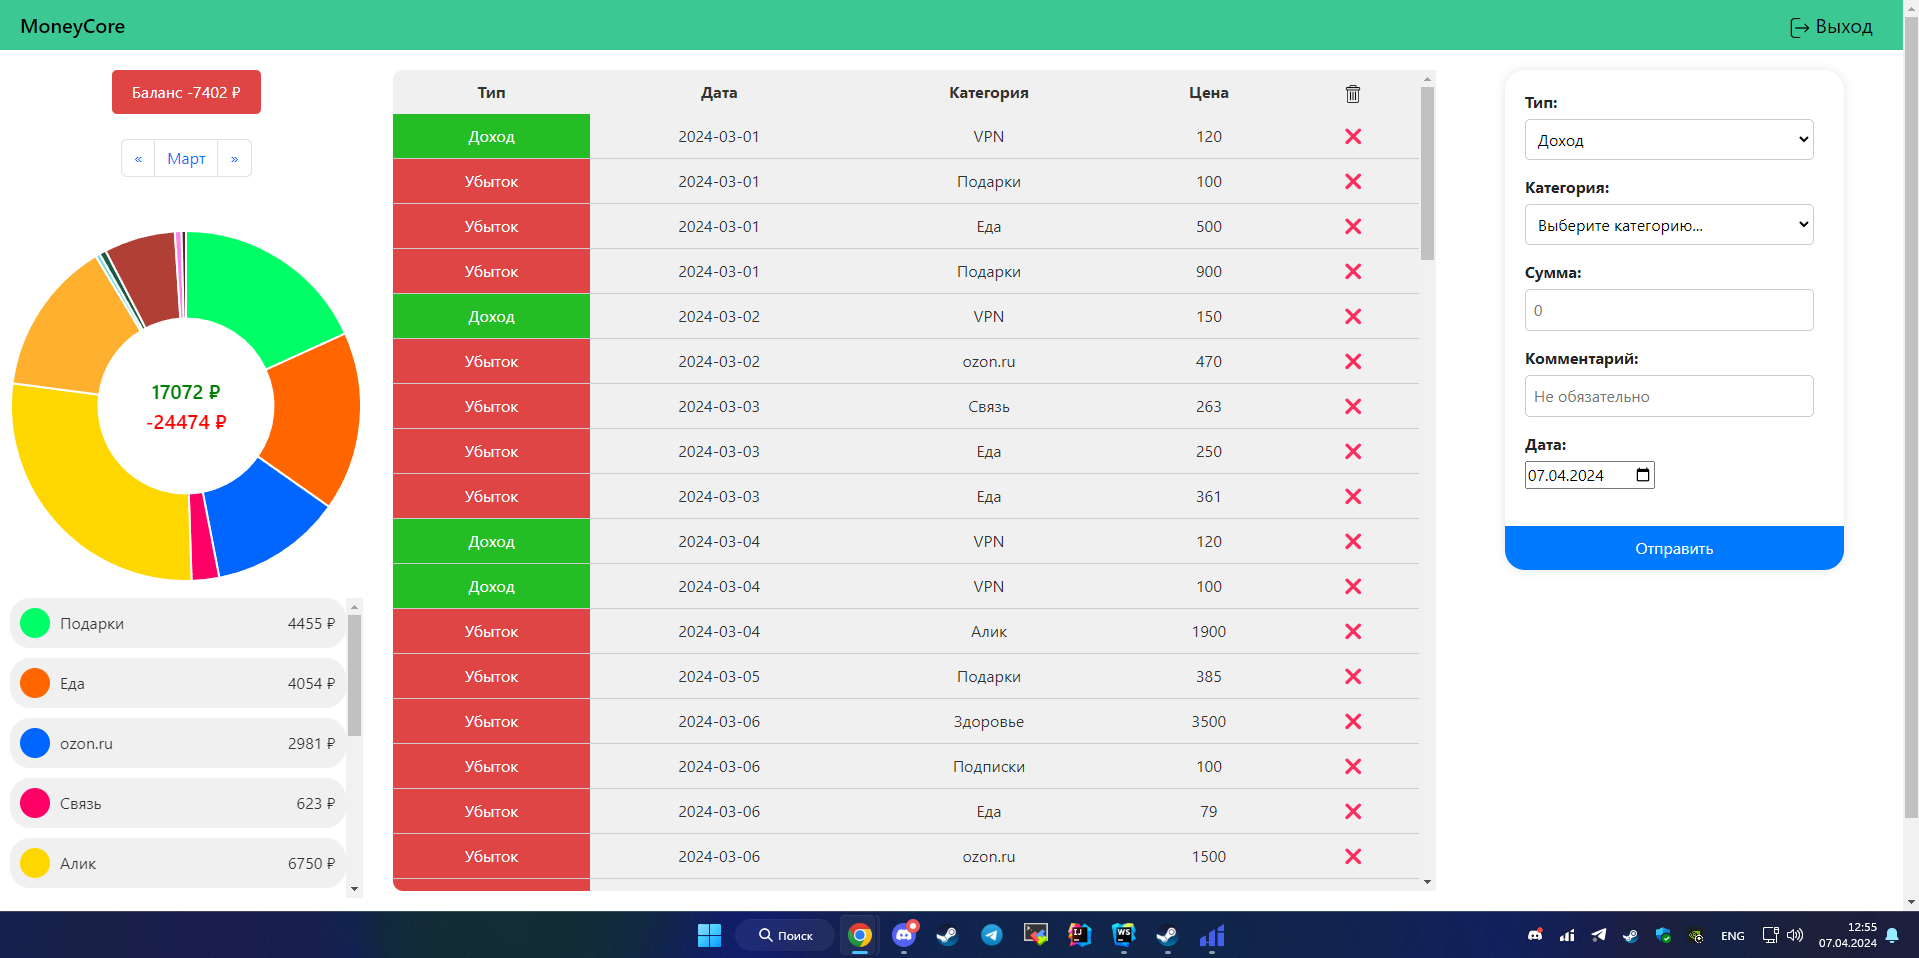 MoneyCore
Выход
Баланс -7402 ₽
« Март »
17072 ₽
-24474 ₽
Подарки 4455 ₽
Еда 4054 ₽
ozon.ru 2981 ₽
Связь 623 ₽
Алик 6750 ₽
Тип Дата Категория Цена
Доход 2024-03-01 VPN 120
Убыток 2024-03-01 Подарки 100
Убыток 2024-03-01 Еда 500
Убыток 2024-03-01 Подарки 900
Доход 2024-03-02 VPN 150
Убыток 2024-03-02 ozon.ru 470
Убыток 2024-03-03 Связь 263
Убыток 2024-03-03 Еда 250
Убыток 2024-03-03 Еда 361
Доход 2024-03-04 VPN 120
Доход 2024-03-04 VPN 100
Убыток 2024-03-04 Алик 1900
Убыток 2024-03-05 Подарки 385
Убыток 2024-03-06 Здоровье 3500
Убыток 2024-03-06 Подписки 100
Убыток 2024-03-06 Еда 79
Убыток 2024-03-06 ozon.ru 1500
Тип:
Доход
Категория:
Выберите категорию...
Сумма:
0
Комментарий:
Не обязательно
Дата:
07.04.2024
Отправить
Поиск
IJ
WS
ENG
12:55
07.04.2024